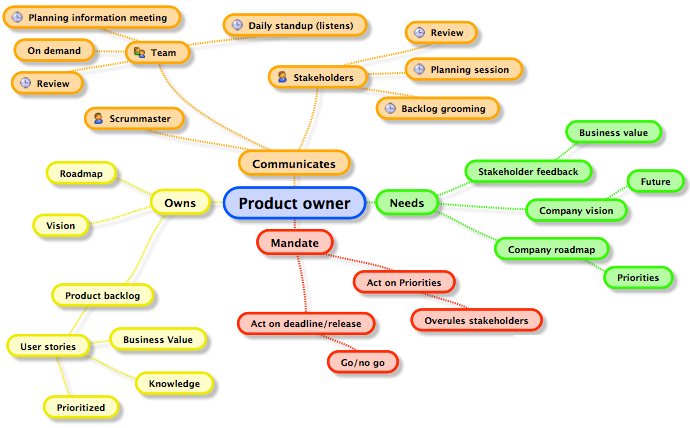 Planning information meeting
Daily standup (listens)
Review
On demand
Team
Planning session
Stakeholders
Review
Backlog grooming
Scrummaster
Business value
Communicates
Roadmap
Stakeholder feedback
Future
Owns
Product owner
Needs
Company vision
Vision
Mandate
Company roadmap
Act on Priorities
Priorities
Product backlog
Act on deadline/release
Overules stakeholders
User stories
Business Value
Go/no go
Knowledge
Prioritized